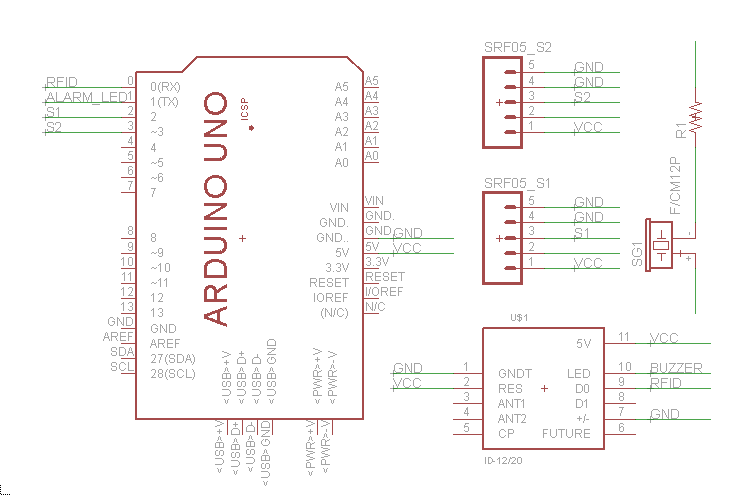 SRF05_S2
5 GND
4 GND
3 S2
2
1 VCC
RFID 0 0(RX)
ALARM_LED 1 1(TX)
S1 2 2
S2 3 ~3
4 4
5 ~5
6 ~6
7 7
8 8
9 ~9
10 ~10
11 ~11
12 12
13 13
GND GND
AREF AREF
SDA 27(SDA)
SCL 28(SCL)
ARDUINO UNO
ICSP
A5 A5
A4 A4
A3 A3
A2 A2
A1 A1
A0 A0
VIN VIN
GND. GND.
GND.. GND.. GND
5V 5V VCC
3.3V 3.3V
RESET RESET
IOREF I/OREF
(N/C) N/C
<USB>+V
<USB>D+
<USB>D-
<USB>GND
<PWR>+V
<PWR>-V
<USB>+V
<USB>D+
<USB>D-
<USB>GND
<PWR>+V
<PWR>-V
R1
SRF05_S1
5 GND
4 GND
3 S1
2
1 VCC
F/CM12P
SG1
-
+
U$1
GND 1 GNDT
VCC 2 RES
3 ANT1
4 ANT2
5 CP
5V 11 VCC
LED 10 BUZZER
D0 9 RFID
D1 8
+/- 7 GND
FUTURE 6
ID-12/20